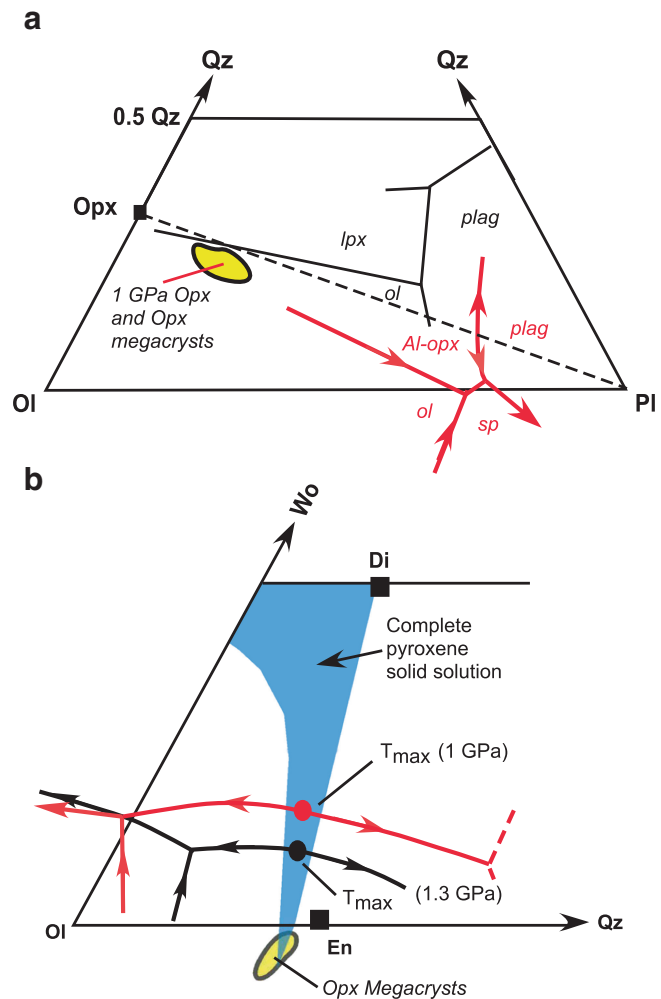 a
Qz
Qz
0.5 Qz
Opx
lpx
plag
ol
1 GPa Opx
and Opx
megacrysts
Al-opx
plag
Ol
ol
sp
Pl
b
Wo
Di
Complete
pyroxene
solid solution
Tmax (1 GPa)
Tmax (1.3 GPa)
Ol
En
Qz
Opx Megacrysts